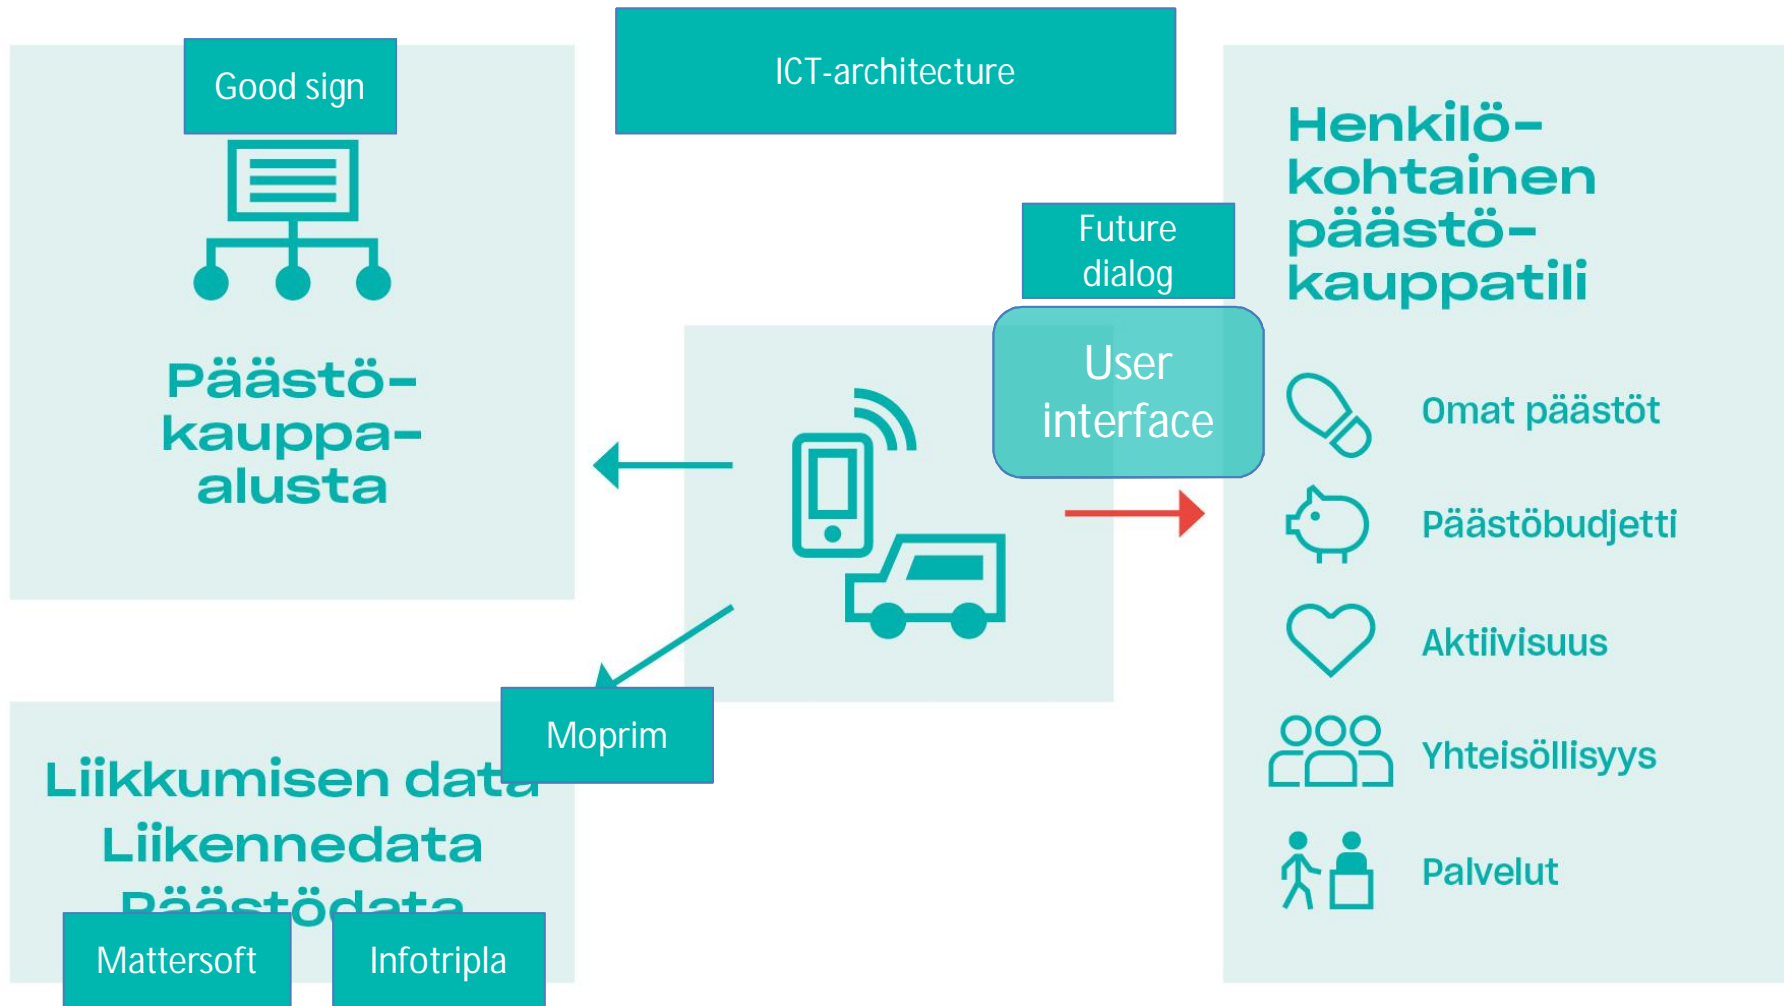 ICT-architecture
Good sign
Päästö-
kauppa-
alusta
Future
dialog
User
interface
Henkilö-
kohtainen
päästö-
kauppatili
Omat päästöt
Päästöbudjetti
Aktiivisuus
Yhteisöllisyys
Palvelut
Moprim
Liikkumisen data
Liikennedata
Päästödata
Mattersoft
Infotripla